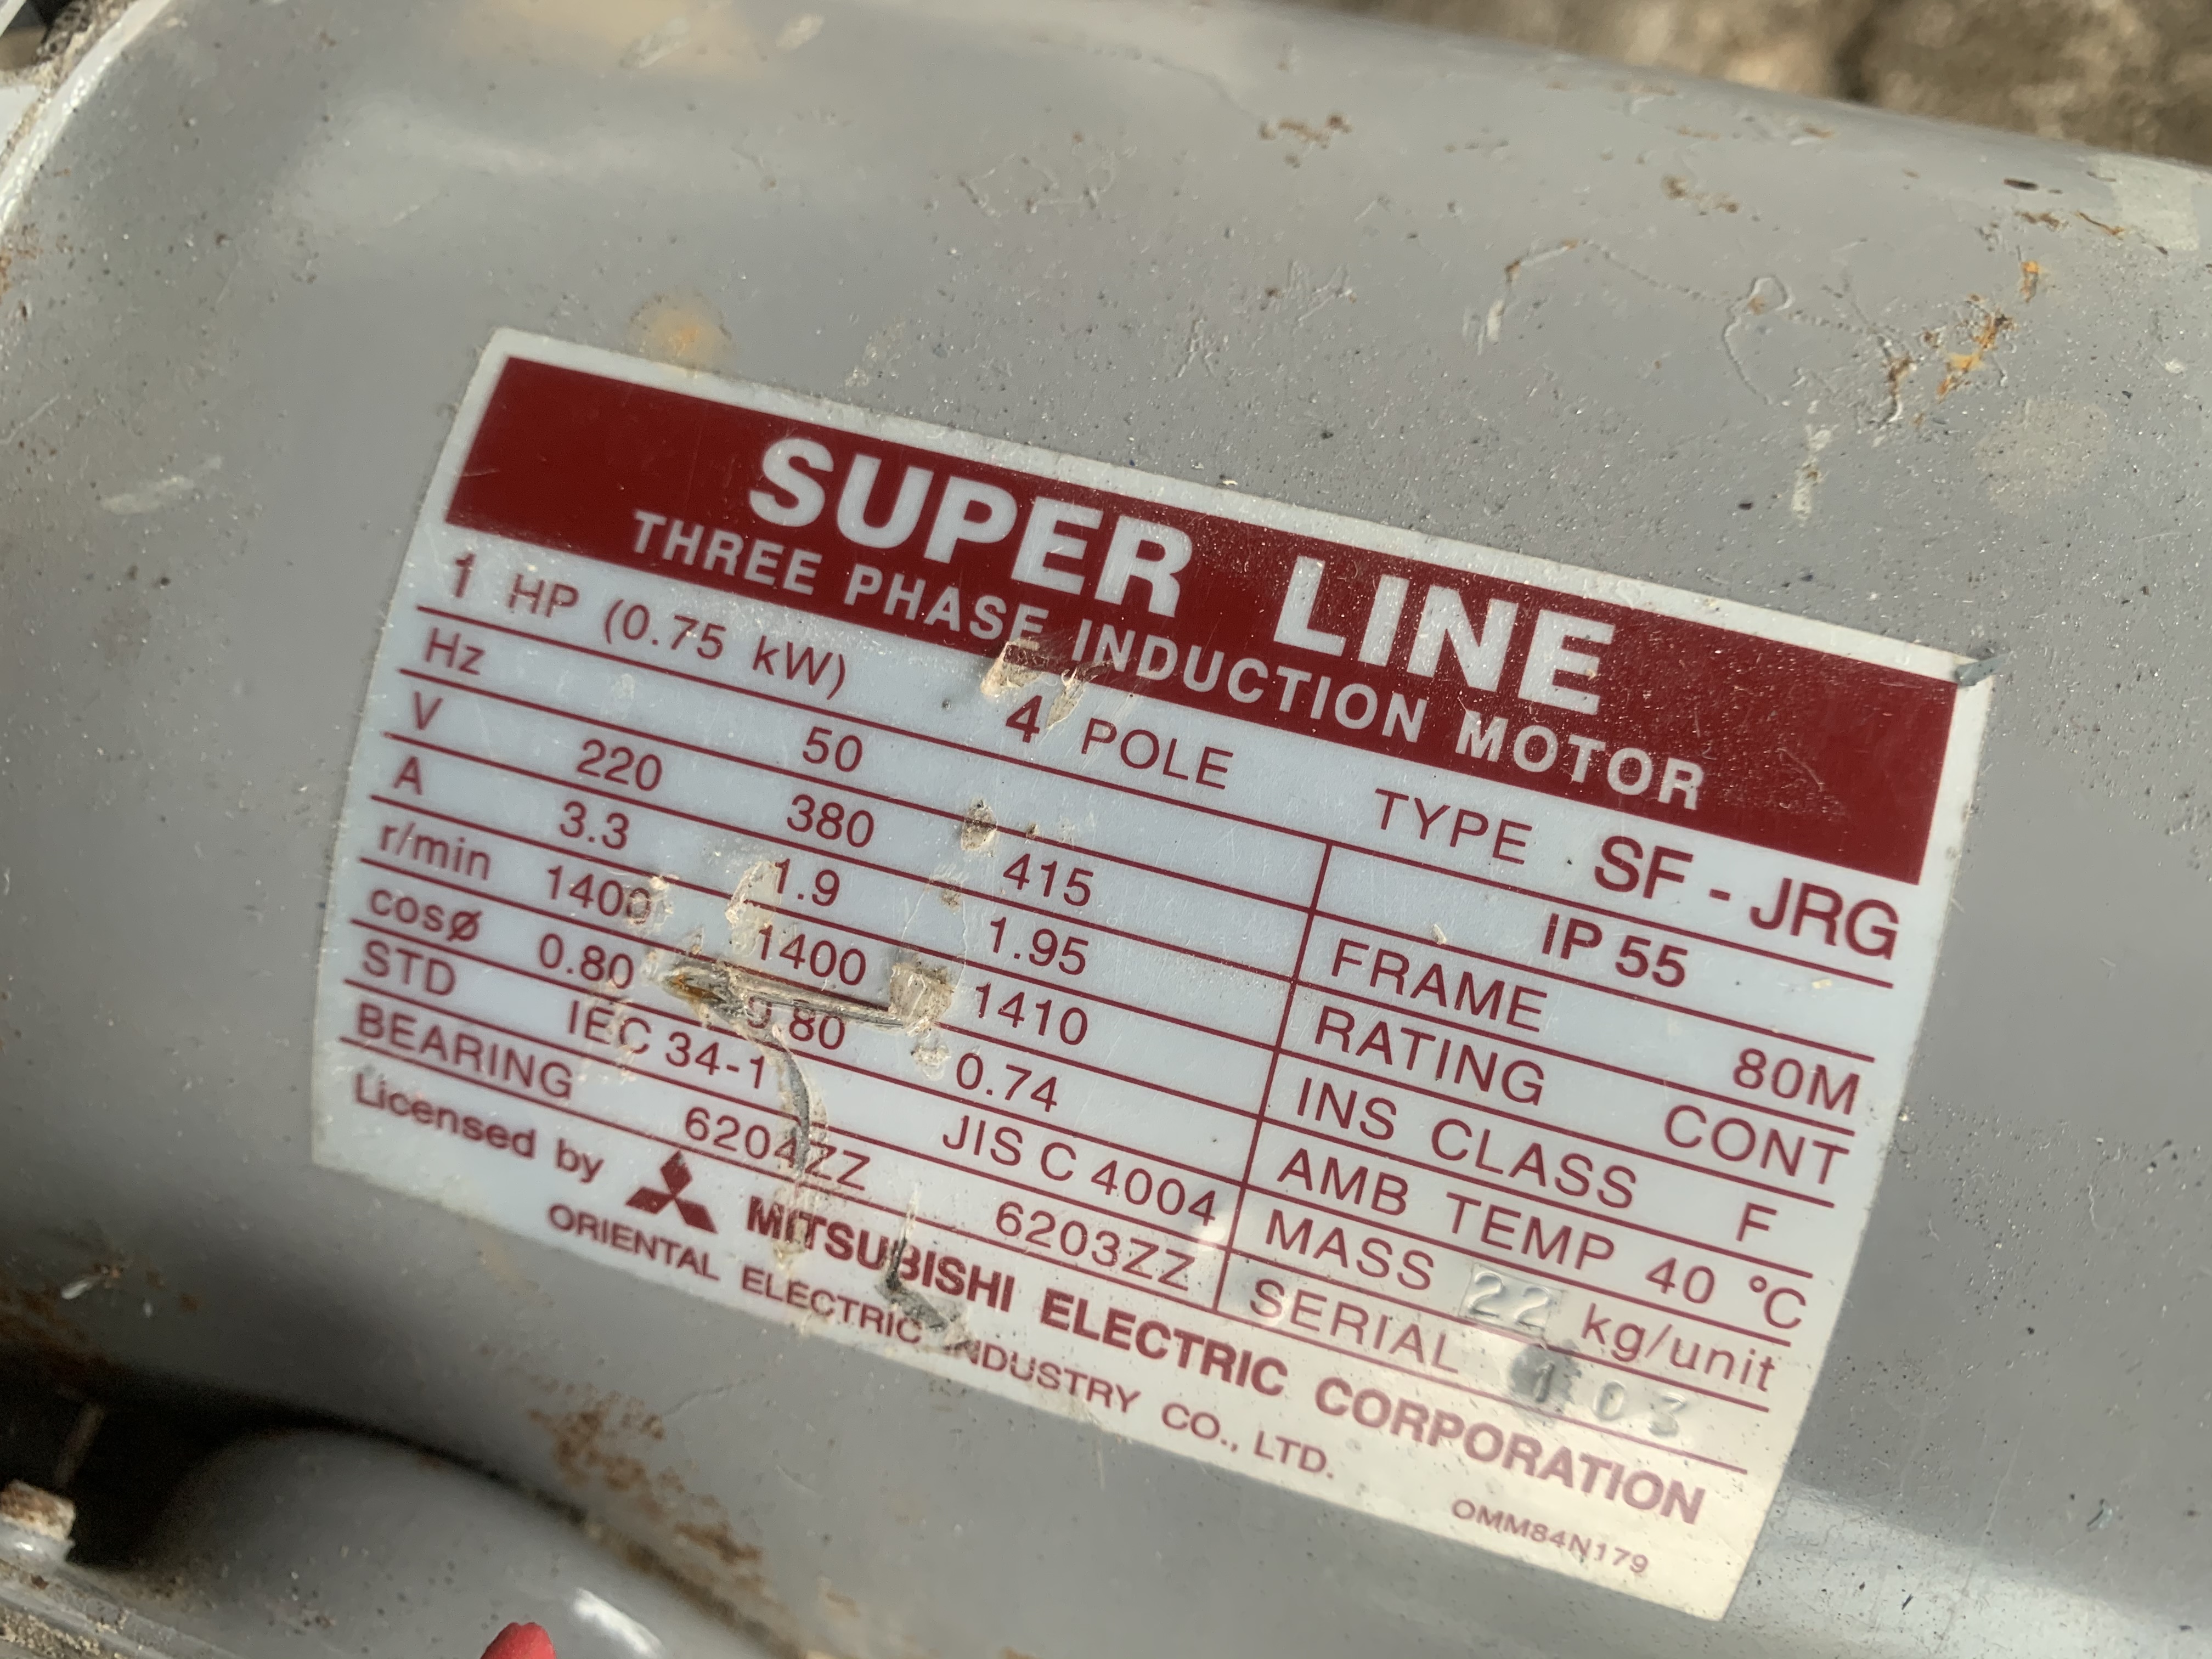 SUPER LINE
THREE PHASE INDUCTION MOTOR
1 HP (0.75 kW) 4 POLE TYPE SF - JRG
Hz 50 IP 55
V 220 380 415 FRAME 80M
A 3.3 1.9 1.95 RATING CONT
r/min 1400 1400 1410 INS CLASS F
cosø 0.80 0.80 0.74 AMB TEMP 40 °C
STD IEC 34-1 JIS C 4004 MASS 22 kg/unit
BEARING 6204ZZ 6203ZZ SERIAL 103
Licensed by MITSUBISHI ELECTRIC CORPORATION
ORIENTAL ELECTRIC INDUSTRY CO., LTD.
OMM84N179